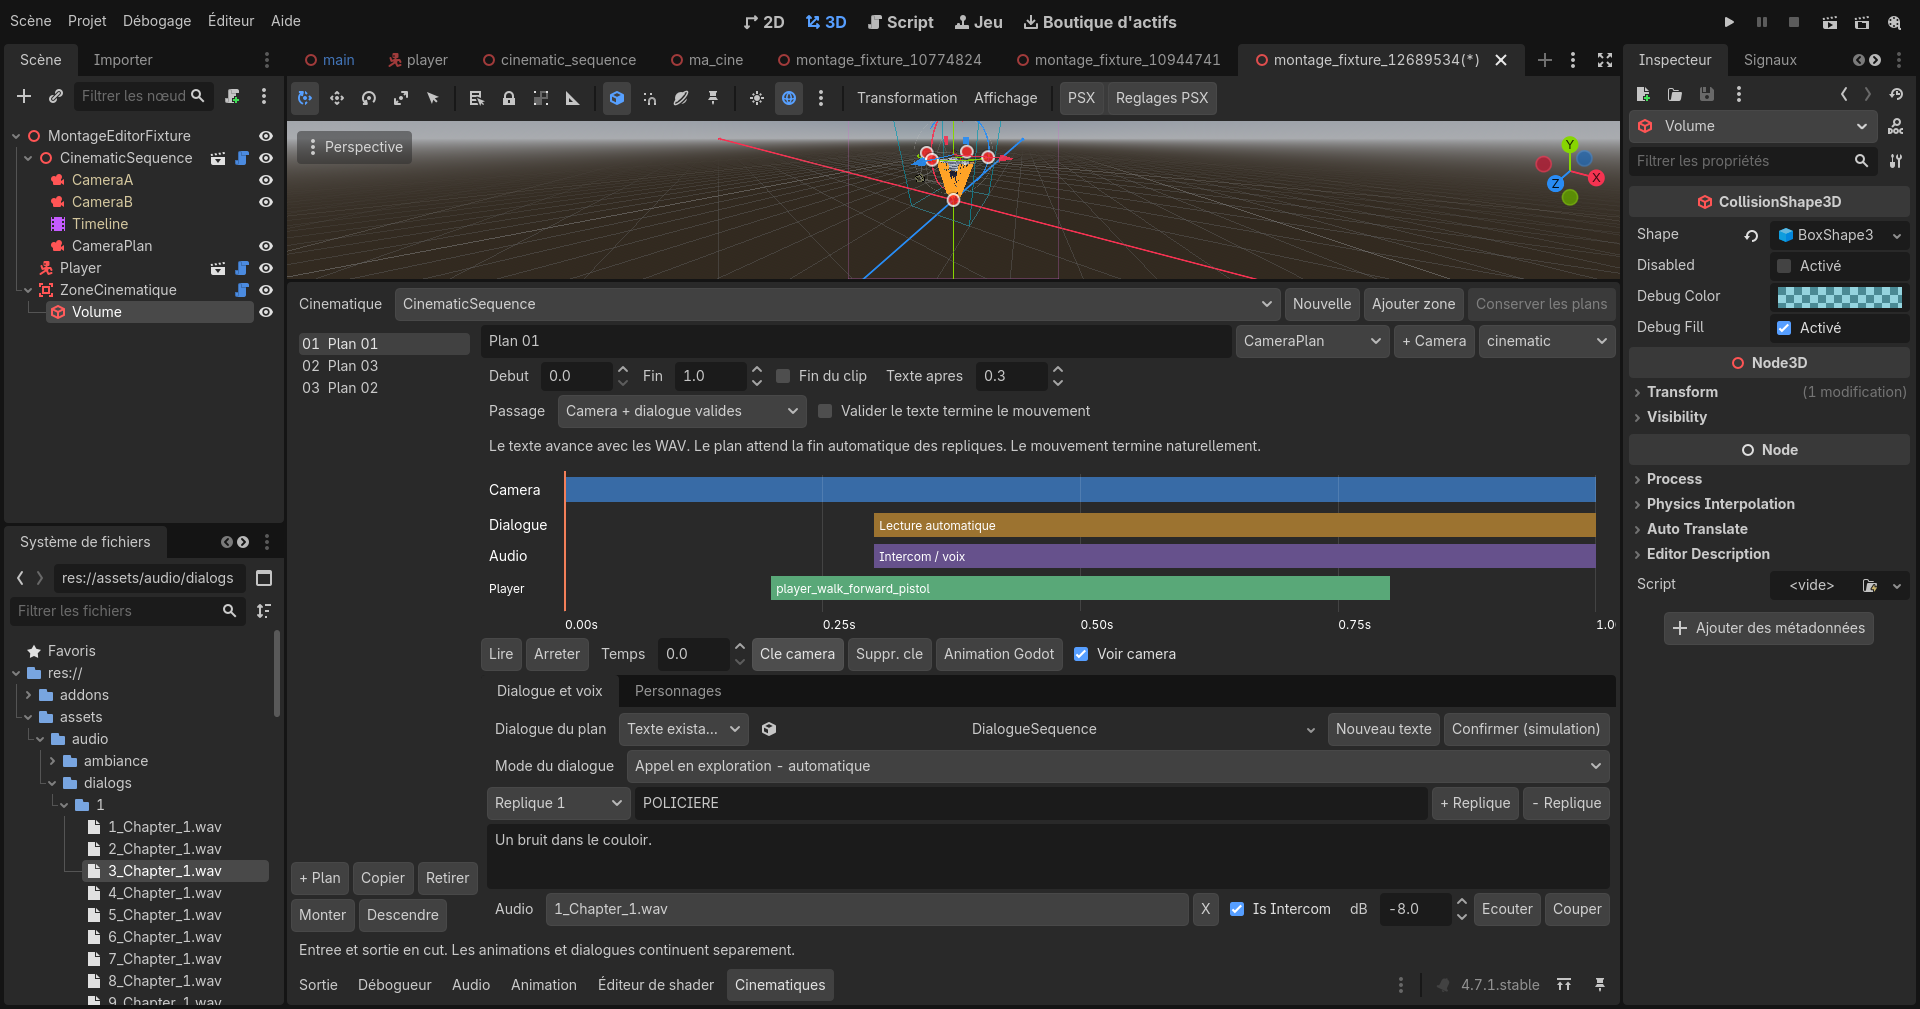 Scène Projet Débogage Éditeur Aide
2D 3D Script Jeu Boutique d'actifs
Scène Importer
main player cinematic_sequence ma_cine montage_fixture_10774824 montage_fixture_10944741 montage_fixture_12689534(*)
Inspecteur Signaux
Filtrer les nœud
Transformation Affichage PSX Reglages PSX
Perspective
Y
X
Z
MontageEditorFixture
CinematicSequence
CameraA
CameraB
Timeline
CameraPlan
Player
ZoneCinematique
Volume
Volume
Filtrer les propriétés
CollisionShape3D
Shape BoxShape3
Disabled Activé
Debug Color
Debug Fill Activé
Node3D
Transform (1 modification)
Visibility
Node
Process
Physics Interpolation
Auto Translate
Editor Description
Script <vide>
Ajouter des métadonnées
Cinematique CinematicSequence Nouvelle Ajouter zone Conserver les plans
01 Plan 01
02 Plan 03
03 Plan 02
Plan 01 CameraPlan + Camera cinematic
Debut 0.0 Fin 1.0 Fin du clip Texte apres 0.3
Passage Camera + dialogue valides Valider le texte termine le mouvement
Le texte avance avec les WAV. Le plan attend la fin automatique des repliques. Le mouvement termine naturellement.
Camera
Dialogue Lecture automatique
Audio Intercom / voix
Player player_walk_forward_pistol
0.00s 0.25s 0.50s 0.75s 1.0
Lire Arreter Temps 0.0 Cle camera Suppr. cle Animation Godot Voir camera
Dialogue et voix Personnages
Dialogue du plan Texte exista... DialogueSequence Nouveau texte Confirmer (simulation)
Mode du dialogue Appel en exploration - automatique
Replique 1 POLICIERE + Replique - Replique
Un bruit dans le couloir.
+ Plan Copier Retirer
Monter Descendre
Audio 1_Chapter_1.wav X Is Intercom dB -8.0 Ecouter Couper
Entree et sortie en cut. Les animations et dialogues continuent separement.
Sortie Débogueur Audio Animation Éditeur de shader Cinematiques 4.7.1.stable
Système de fichiers
res://assets/audio/dialogs
Filtrer les fichiers
Favoris
res://
addons
assets
audio
ambiance
dialogs
1
1_Chapter_1.wav
2_Chapter_1.wav
3_Chapter_1.wav
4_Chapter_1.wav
5_Chapter_1.wav
6_Chapter_1.wav
7_Chapter_1.wav
8_Chapter_1.wav
9_Chapter_1.wav